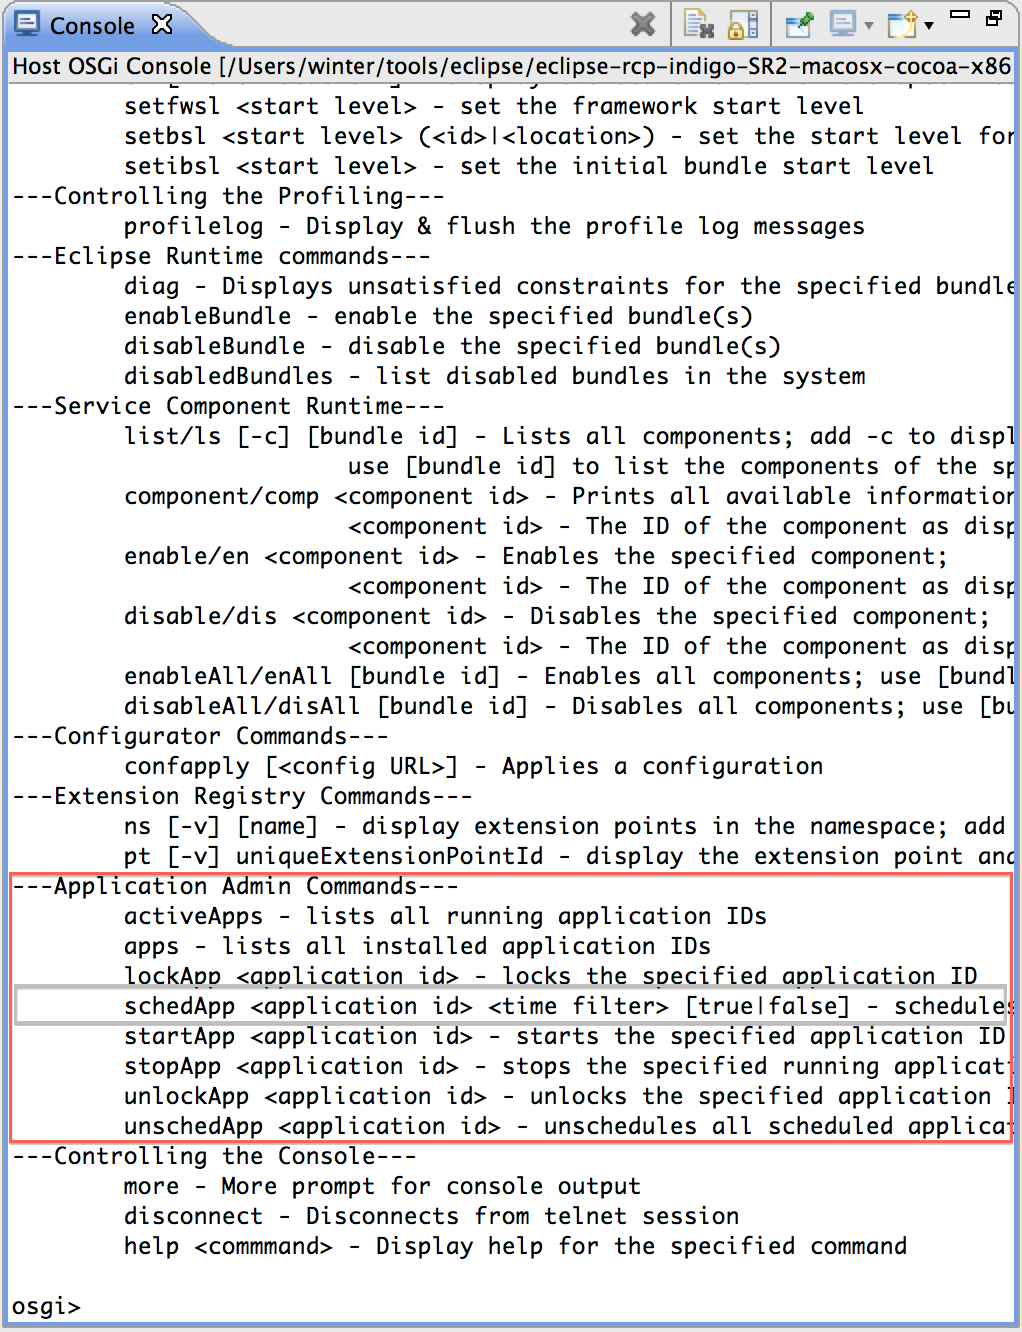 Console
Host OSGi Console [/Users/winter/tools/eclipse/eclipse-rcp-indigo-SR2-macosx-cocoa-x86
setfwsl <start level> - set the framework start level
setbsl <start level> (<id>|<location>) - set the start level for
setibsl <start level> - set the initial bundle start level
---Controlling the Profiling---
profilelog - Display & flush the profile log messages
---Eclipse Runtime commands---
diag - Displays unsatisfied constraints for the specified bundle
enableBundle - enable the specified bundle(s)
disableBundle - disable the specified bundle(s)
disabledBundles - list disabled bundles in the system
---Service Component Runtime---
list/ls [-c] [bundle id] - Lists all components; add -c to displ
use [bundle id] to list the components of the sp
component/comp <component id> - Prints all available information
<component id> - The ID of the component as disp
enable/en <component id> - Enables the specified component;
<component id> - The ID of the component as disp
disable/dis <component id> - Disables the specified component;
<component id> - The ID of the component as disp
enableAll/enAll [bundle id] - Enables all components; use [bundl
disableAll/disAll [bundle id] - Disables all components; use [bu
---Configurator Commands---
confapply [<config URL>] - Applies a configuration
---Extension Registry Commands---
ns [-v] [name] - display extension points in the namespace; add
pt [-v] uniqueExtensionPointId - display the extension point and
---Application Admin Commands---
activeApps - lists all running application IDs
apps - lists all installed application IDs
lockApp <application id> - locks the specified application ID
schedApp <application id> <time filter> [true|false] - schedules
startApp <application id> - starts the specified application ID
stopApp <application id> - stops the specified running applicati
unlockApp <application id> - unlocks the specified application I
unschedApp <application id> - unschedules all scheduled applicat
---Controlling the Console---
more - More prompt for console output
disconnect - Disconnects from telnet session
help <commmand> - Display help for the specified command
osgi>